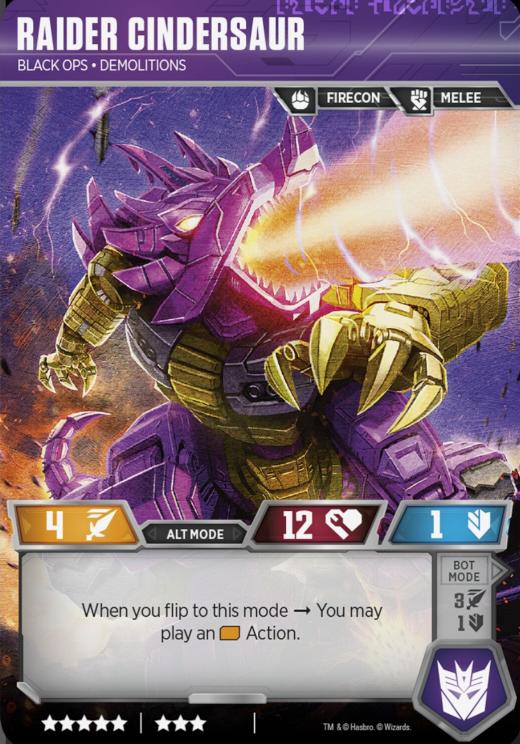 RAIDER CINDERSAUR
BLACK OPS • DEMOLITIONS
FIRECON
MELEE
4
ALT MODE
12
1
When you flip to this mode → You may
play an Action.
BOT
MODE
3
1
TM & © Hasbro. © Wizards.